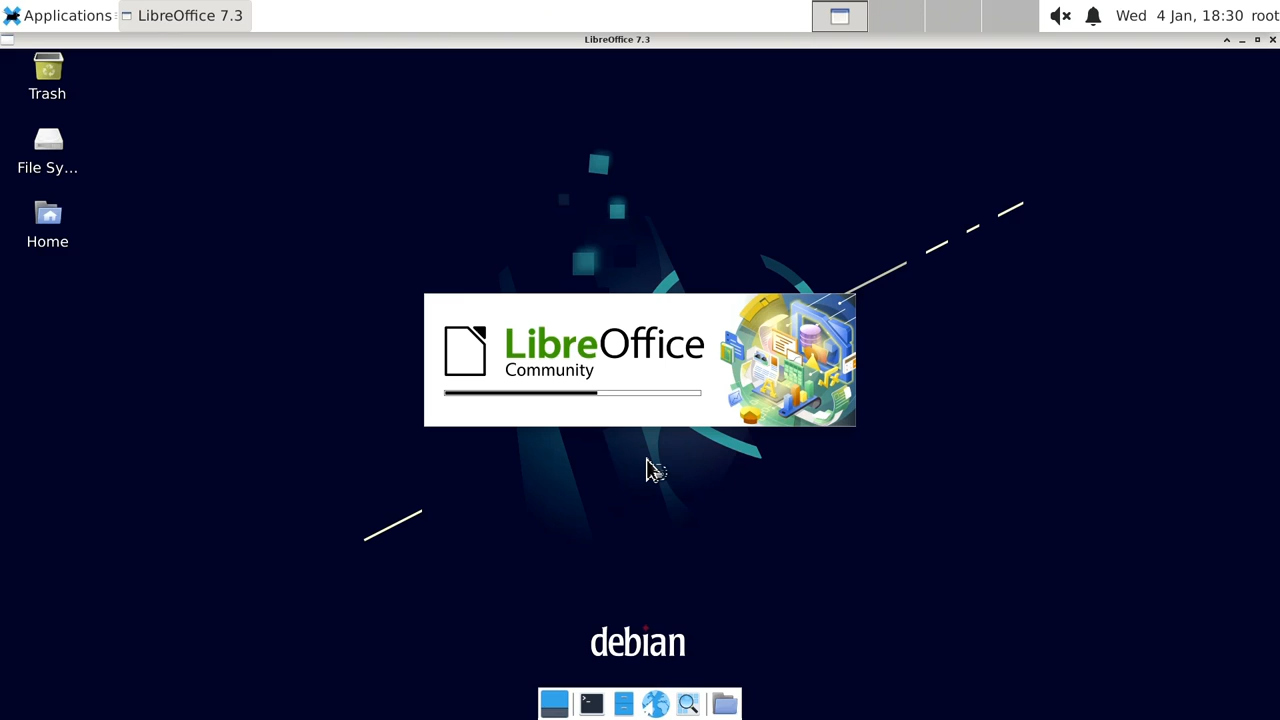 Applications
LibreOffice 7.3
Wed 4 Jan, 18:30 root
LibreOffice 7.3
Trash
File Sy...
Home
LibreOffice
Community
debian